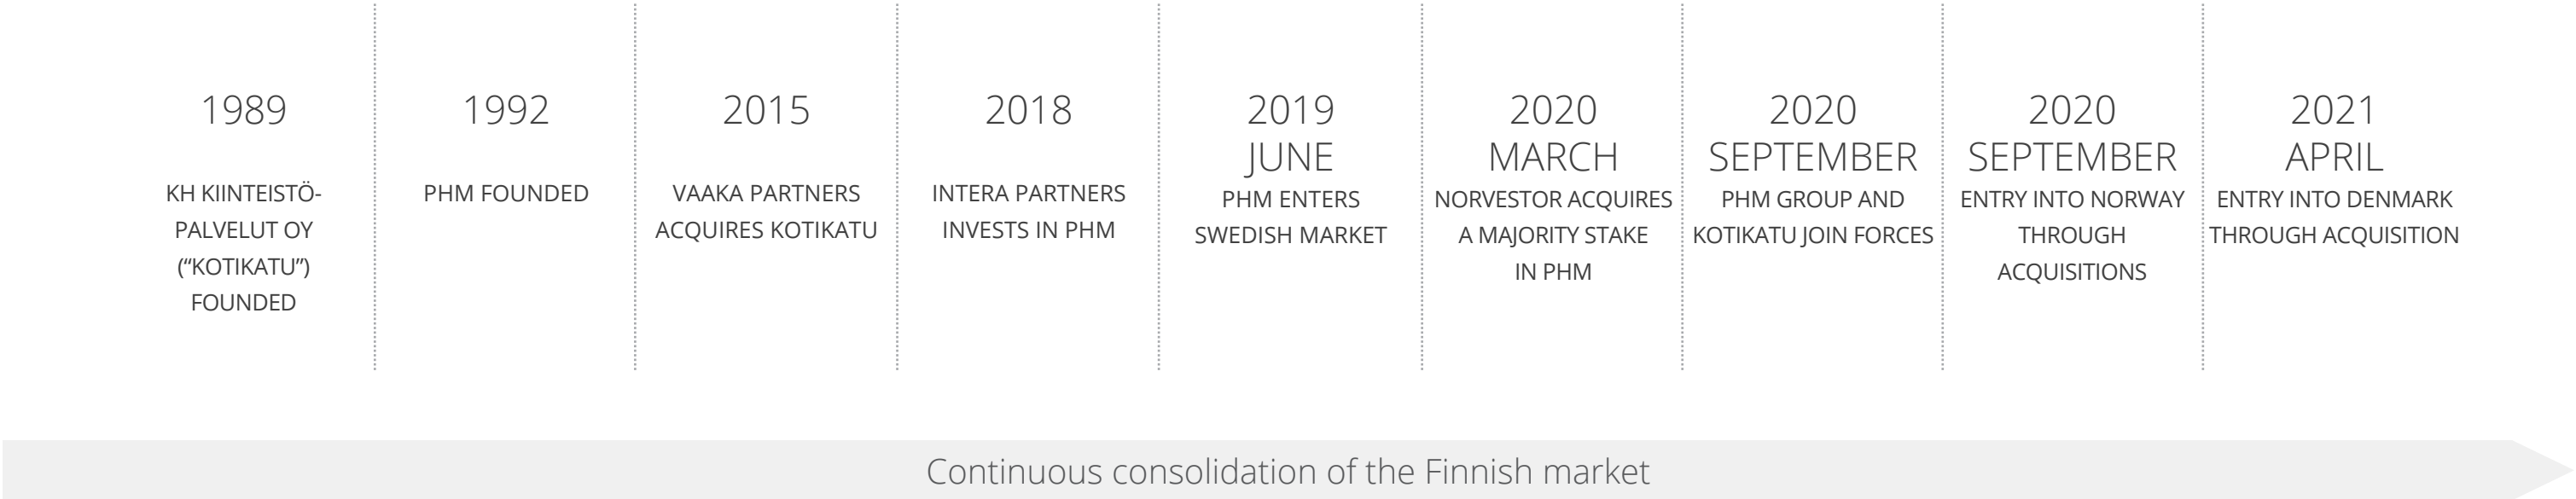 1989
KH KIINTEISTÖ-
PALVELUT OY
(“KOTIKATU”)
FOUNDED
1992
PHM FOUNDED
2015
VAAKA PARTNERS
ACQUIRES KOTIKATU
2018
INTERA PARTNERS
INVESTS IN PHM
2019
JUNE
PHM ENTERS
SWEDISH MARKET
2020
MARCH
NORVESTOR ACQUIRES
A MAJORITY STAKE
IN PHM
2020
SEPTEMBER
PHM GROUP AND
KOTIKATU JOIN FORCES
2020
SEPTEMBER
ENTRY INTO NORWAY
THROUGH
ACQUISITIONS
2021
APRIL
ENTRY INTO DENMARK
THROUGH ACQUISITION
Continuous consolidation of the Finnish market